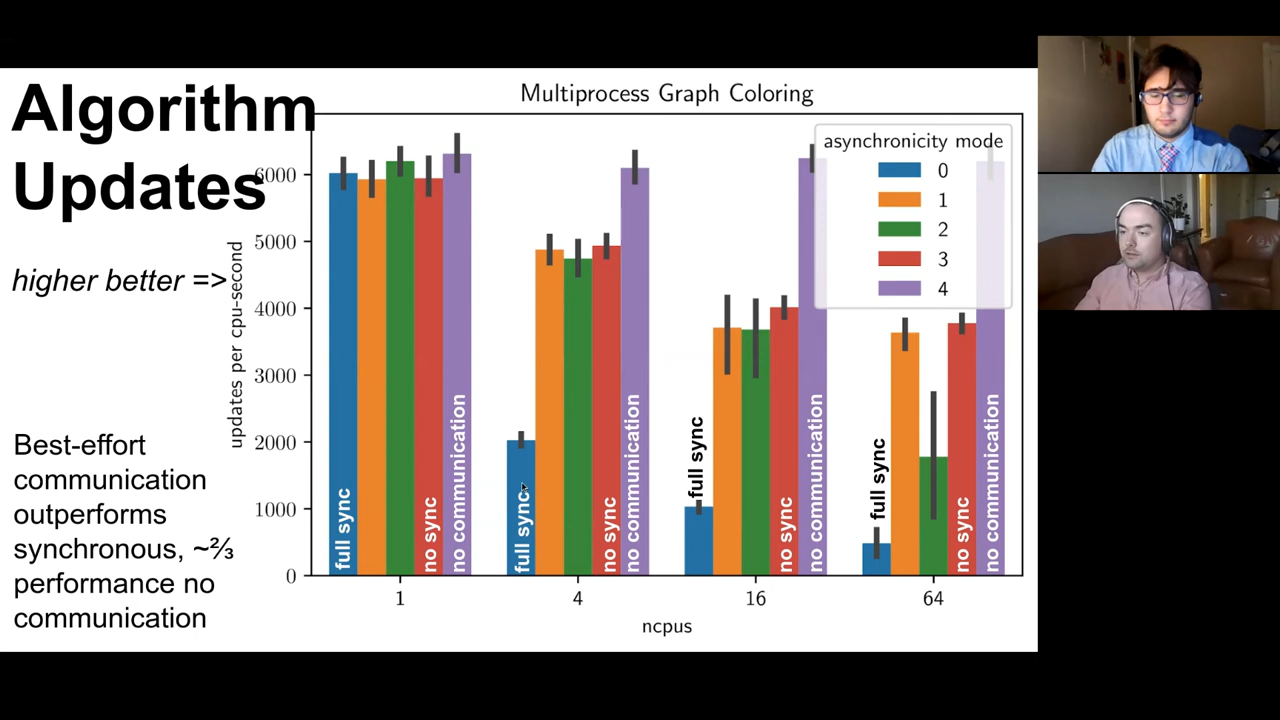 Algorithm
Updates
higher better =>
Best-effort
communication
outperforms
synchronous, ~⅔
performance no
communication
Multiprocess Graph Coloring
asynchronicity mode
0
1
2
3
4
updates per cpu-second
6000
5000
4000
3000
2000
1000
0
full sync
no sync
no communication
full sync
no sync
no communication
full sync
no sync
no communication
full sync
no sync
no communication
1
4
16
64
ncpus